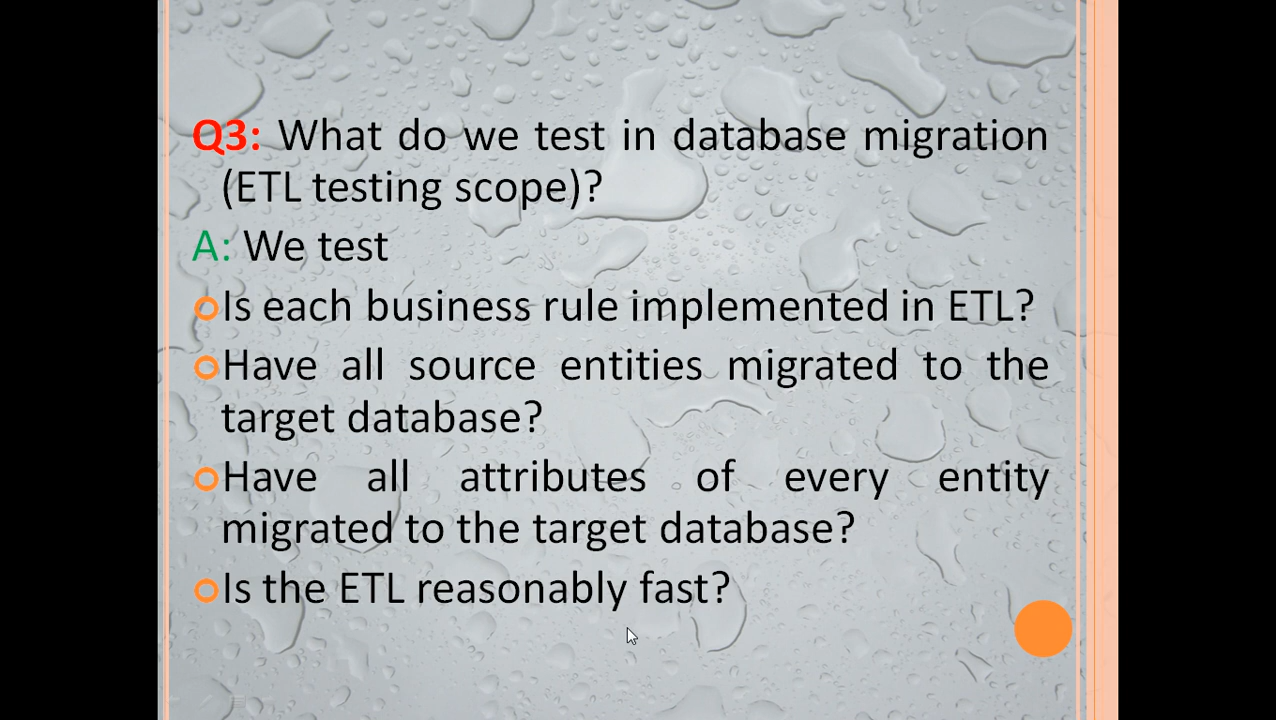 Q3: What do we test in database migration
(ETL testing scope)?
A: We test
Is each business rule implemented in ETL?
Have all source entities migrated to the
target database?
Have all attributes of every entity
migrated to the target database?
Is the ETL reasonably fast?